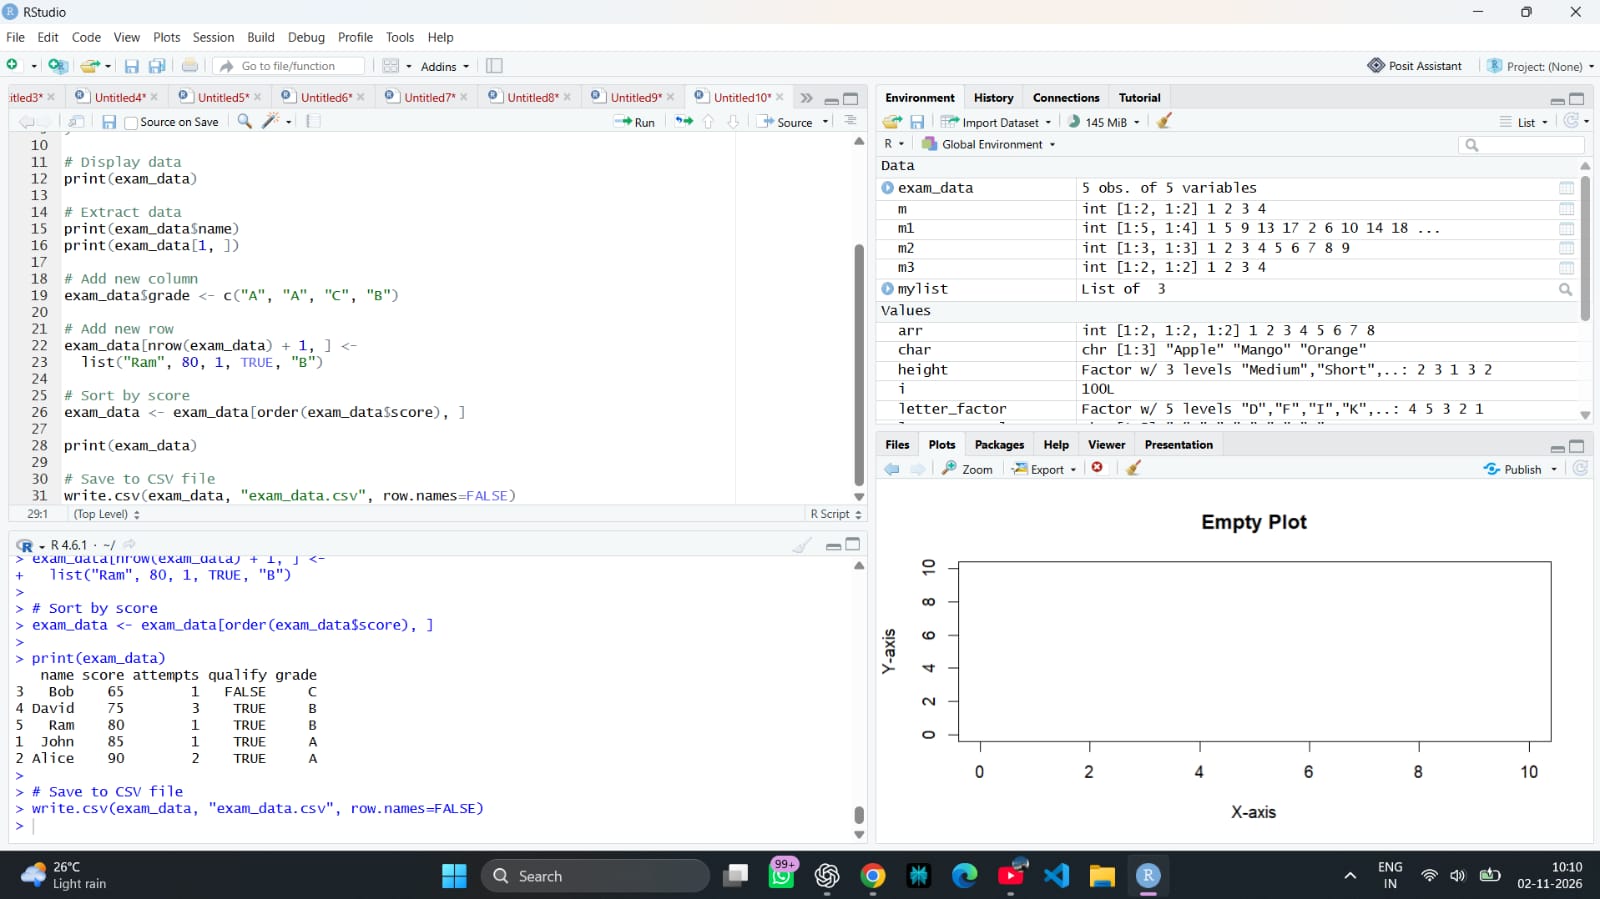 RStudio
File Edit Code View Plots Session Build Debug Profile Tools Help
Go to file/function Addins Posit Assistant Project: (None)
Untitled4* Untitled5* Untitled6* Untitled7* Untitled8* Untitled9* Untitled10*
Source on Save Run Source
10
11 # Display data
12 print(exam_data)
13
14 # Extract data
15 print(exam_data$name)
16 print(exam_data[1, ])
17
18 # Add new column
19 exam_data$grade <- c("A", "A", "C", "B")
20
21 # Add new row
22 exam_data[nrow(exam_data) + 1, ] <-
23 list("Ram", 80, 1, TRUE, "B")
24
25 # Sort by score
26 exam_data <- exam_data[order(exam_data$score), ]
27
28 print(exam_data)
29
30 # Save to CSV file
31 write.csv(exam_data, "exam_data.csv", row.names=FALSE)
29:1 (Top Level) R Script
R 4.6.1 · ~/
> exam_data[nrow(exam_data) + 1, ] <-
+ list("Ram", 80, 1, TRUE, "B")
>
> # Sort by score
> exam_data <- exam_data[order(exam_data$score), ]
>
> print(exam_data)
name score attempts qualify grade
3 Bob 65 1 FALSE C
4 David 75 3 TRUE B
5 Ram 80 1 TRUE B
1 John 85 1 TRUE A
2 Alice 90 2 TRUE A
>
> # Save to CSV file
> write.csv(exam_data, "exam_data.csv", row.names=FALSE)
>
Environment History Connections Tutorial
Import Dataset 145 MiB List
R Global Environment
Data
exam_data 5 obs. of 5 variables
m int [1:2, 1:2] 1 2 3 4
m1 int [1:5, 1:4] 1 5 9 13 17 2 6 10 14 18 ...
m2 int [1:3, 1:3] 1 2 3 4 5 6 7 8 9
m3 int [1:2, 1:2] 1 2 3 4
mylist List of 3
Values
arr int [1:2, 1:2, 1:2] 1 2 3 4 5 6 7 8
char chr [1:3] "Apple" "Mango" "Orange"
height Factor w/ 3 levels "Medium","Short",..: 2 3 1 3 2
i 100L
letter_factor Factor w/ 5 levels "D","F","I","K",..: 4 5 3 2 1
Files Plots Packages Help Viewer Presentation
Zoom Export Publish
Empty Plot
Y-axis
10
8
6
4
2
0
0 2 4 6 8 10
X-axis
26°C
Light rain
Search
99+
ENG
IN
10:10
02-11-2026